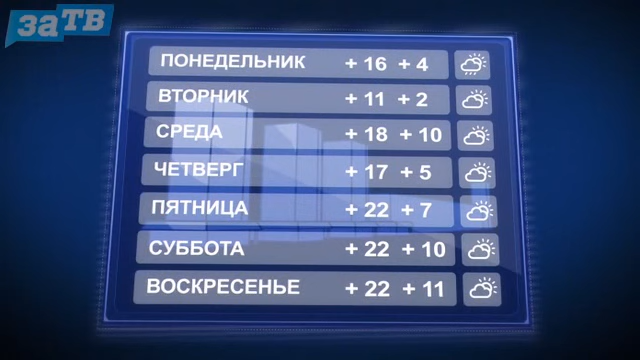 заТВ
ПОНЕДЕЛЬНИК + 16 + 4
ВТОРНИК + 11 + 2
СРЕДА + 18 + 10
ЧЕТВЕРГ + 17 + 5
ПЯТНИЦА + 22 + 7
СУББОТА + 22 + 10
ВОСКРЕСЕНЬЕ + 22 + 11